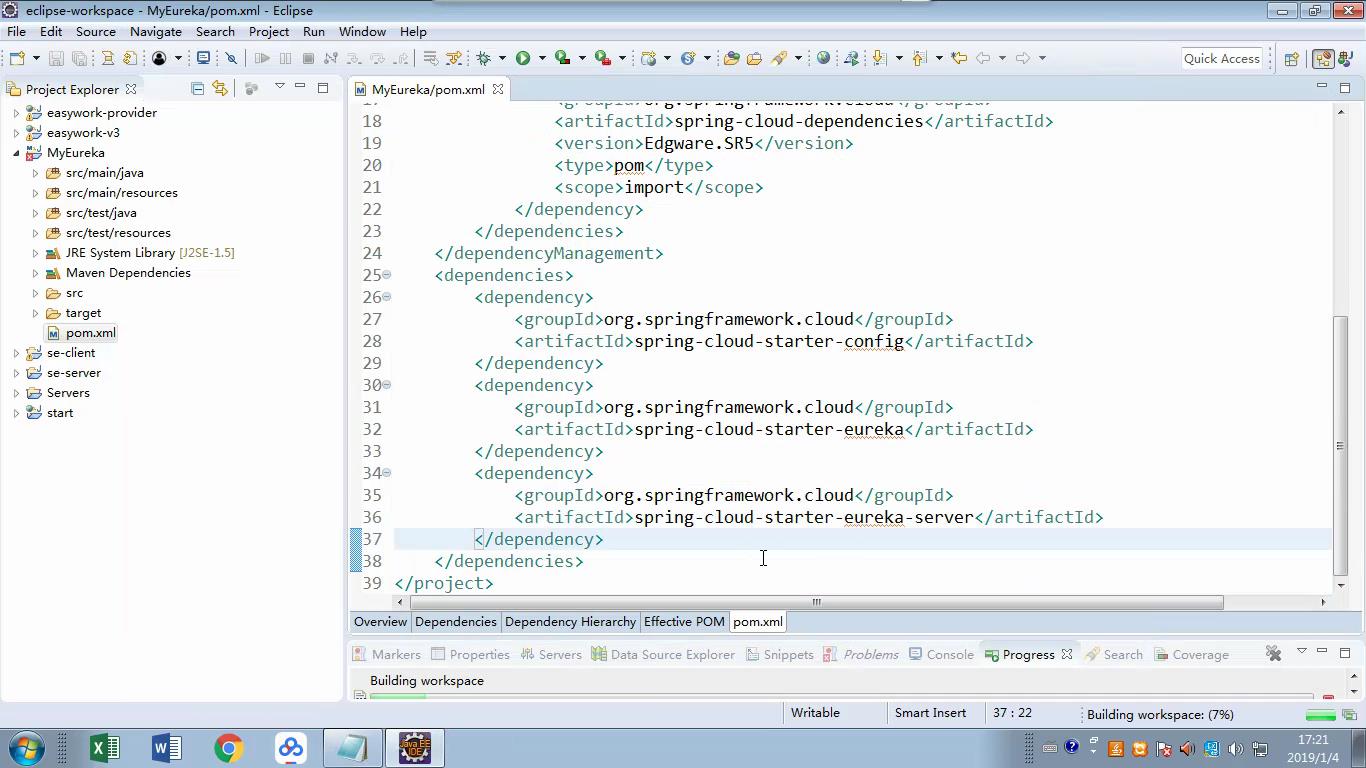 eclipse-workspace - MyEureka/pom.xml - Eclipse
File Edit Source Navigate Search Project Run Window Help
Quick Access
Project Explorer
easywork-provider
easywork-v3
MyEureka
src/main/java
src/main/resources
src/test/java
src/test/resources
JRE System Library [J2SE-1.5]
Maven Dependencies
src
target
pom.xml
se-client
se-server
Servers
start
MyEureka/pom.xml
17 <groupId>org.springframework.cloud</groupId>
18 <artifactId>spring-cloud-dependencies</artifactId>
19 <version>Edgware.SR5</version>
20 <type>pom</type>
21 <scope>import</scope>
22 </dependency>
23 </dependencies>
24 </dependencyManagement>
25 <dependencies>
26 <dependency>
27 <groupId>org.springframework.cloud</groupId>
28 <artifactId>spring-cloud-starter-config</artifactId>
29 </dependency>
30 <dependency>
31 <groupId>org.springframework.cloud</groupId>
32 <artifactId>spring-cloud-starter-eureka</artifactId>
33 </dependency>
34 <dependency>
35 <groupId>org.springframework.cloud</groupId>
36 <artifactId>spring-cloud-starter-eureka-server</artifactId>
37 </dependency>
38 </dependencies>
39 </project>
Overview Dependencies Dependency Hierarchy Effective POM pom.xml
Markers Properties Servers Data Source Explorer Snippets Problems Console Progress Search Coverage
Building workspace
Writable Smart Insert 37 : 22 Building workspace: (7%)
Java EE
IDE
17:21
2019/1/4